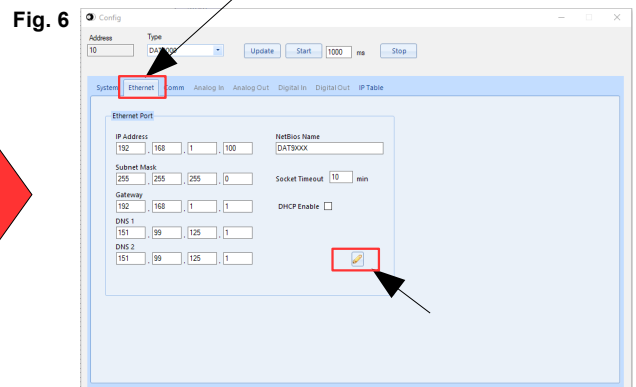 Fig. 6
Config
Address Type
10
Update Start 1000 ms Stop
System Ethernet Comm Analog In Analog Out Digital In Digital Out IP Table
Ethernet Port
IP Address NetBios Name
192 . 168 . 1 . 100 DAT9XXX
Subnet Mask
255 . 255 . 255 . 0 Socket Timeout 10 min
Gateway
192 . 168 . 1 . 1 DHCP Enable
DNS 1
151 . 99 . 125 . 1
DNS 2
151 . 99 . 125 . 1